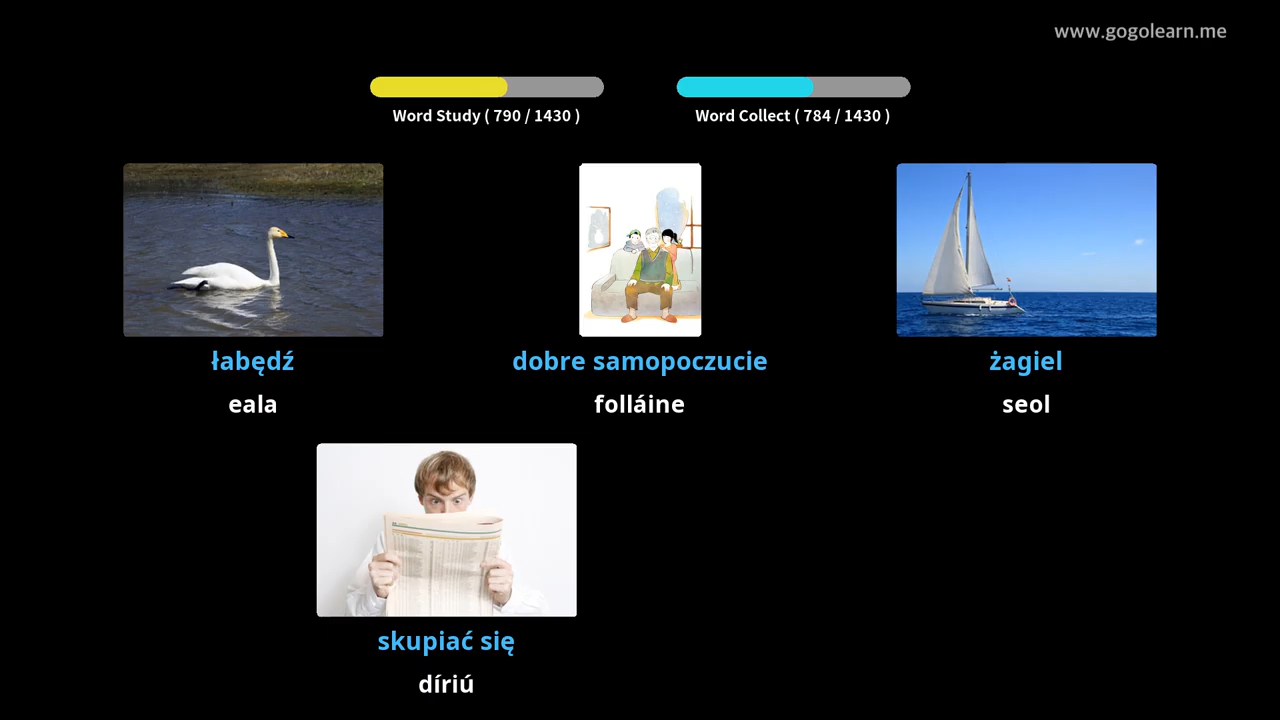 www.gogolearn.me
Word Study ( 790 / 1430 )
Word Collect ( 784 / 1430 )
łabędź
eala
dobre samopoczucie
folláine
żagiel
seol
skupiać się
díriú